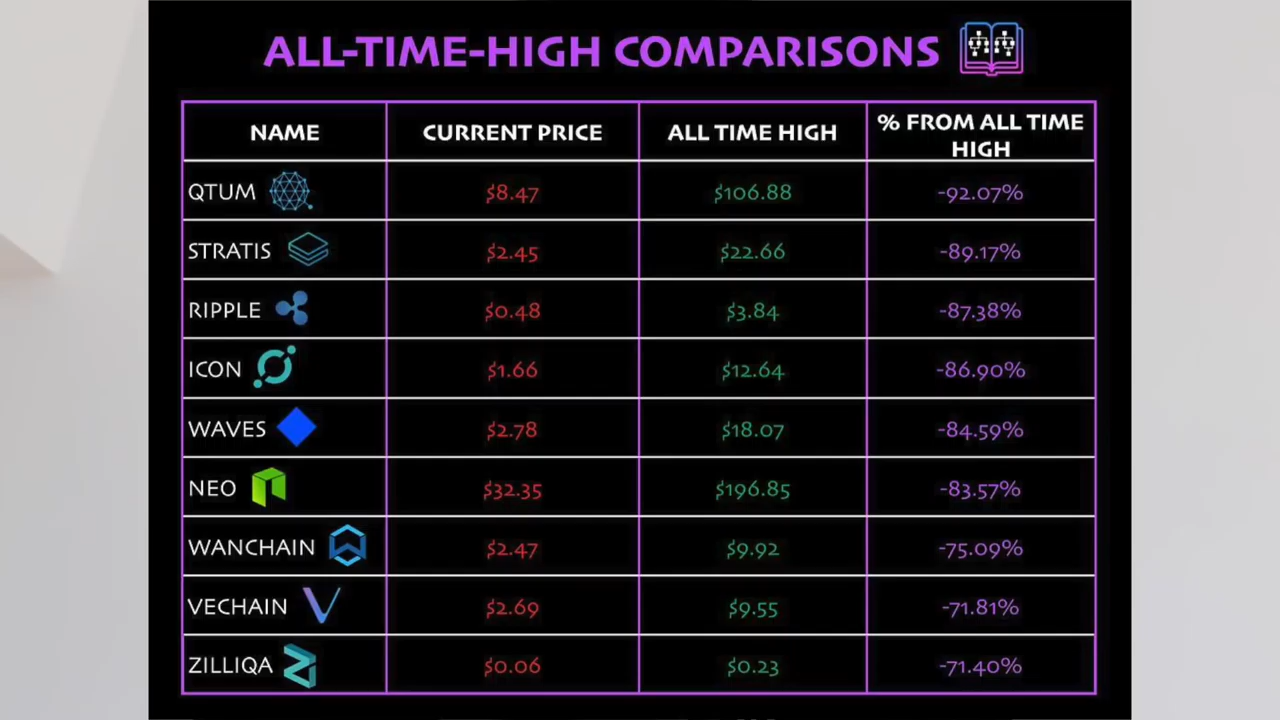 ALL-TIME-HIGH COMPARISONS
NAME CURRENT PRICE ALL TIME HIGH % FROM ALL TIME HIGH
QTUM $8.47 $106.88 -92.07%
STRATIS $2.45 $22.66 -89.17%
RIPPLE $0.48 $3.84 -87.38%
ICON $1.66 $12.64 -86.90%
WAVES $2.78 $18.07 -84.59%
NEO $32.35 $196.85 -83.57%
WANCHAIN $2.47 $9.92 -75.09%
VECHAIN $2.69 $9.55 -71.81%
ZILLIQA $0.06 $0.23 -71.40%